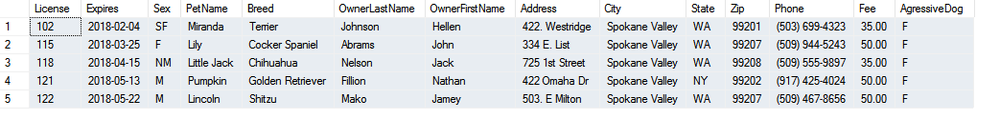 License Expires Sex PetName Breed OwnerLastName OwnerFirstName Address City State Zip Phone Fee AgressiveDog
1 102 2018-02-04 SF Miranda Terrier Johnson Hellen 422. Westridge Spokane Valley WA 99201 (503) 699-4323 35.00 F
2 115 2018-03-25 F Lily Cocker Spaniel Abrams John 334 E. List Spokane Valley WA 99207 (509) 944-5243 50.00 F
3 118 2018-04-15 NM Little Jack Chihuahua Nelson Jack 725 1st Street Spokane Valley WA 99208 (509) 555-9897 35.00 F
4 121 2018-05-13 M Pumpkin Golden Retriever Fillion Nathan 422 Omaha Dr Spokane Valley NY 99202 (917) 425-4024 50.00 F
5 122 2018-05-22 M Lincoln Shitzu Mako Jamey 503. E Milton Spokane Valley WA 99207 (509) 467-8656 50.00 F